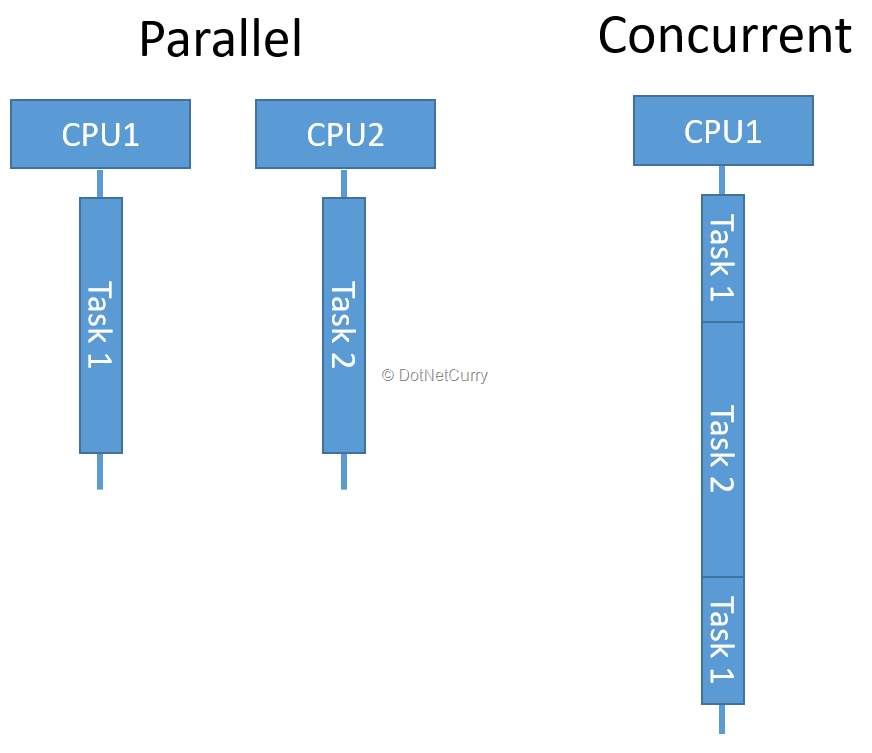 Parallel
Concurrent
CPU1
CPU2
CPU1
Task 1
Task 2
Task 1
Task 2
Task 1
© DotNetCurry